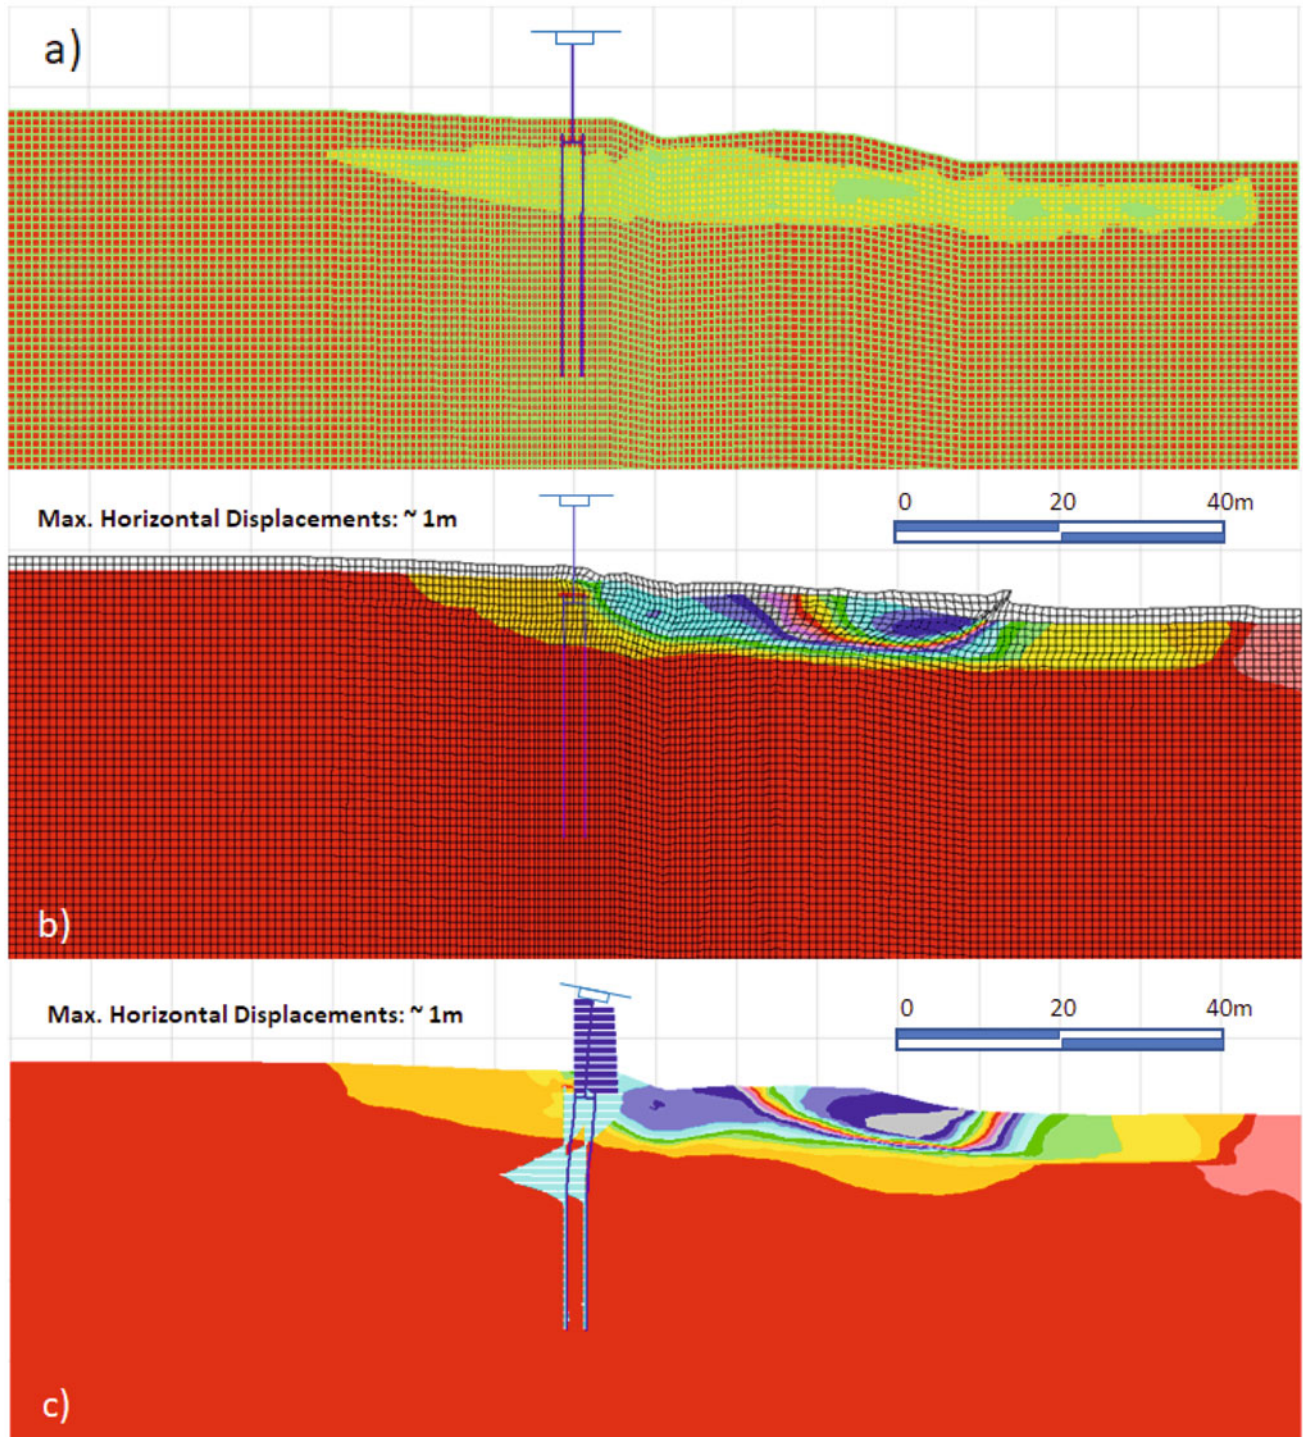 a)
Max. Horizontal Displacements: ~ 1m
0 20 40m
b)
Max. Horizontal Displacements: ~ 1m
0 20 40m
c)